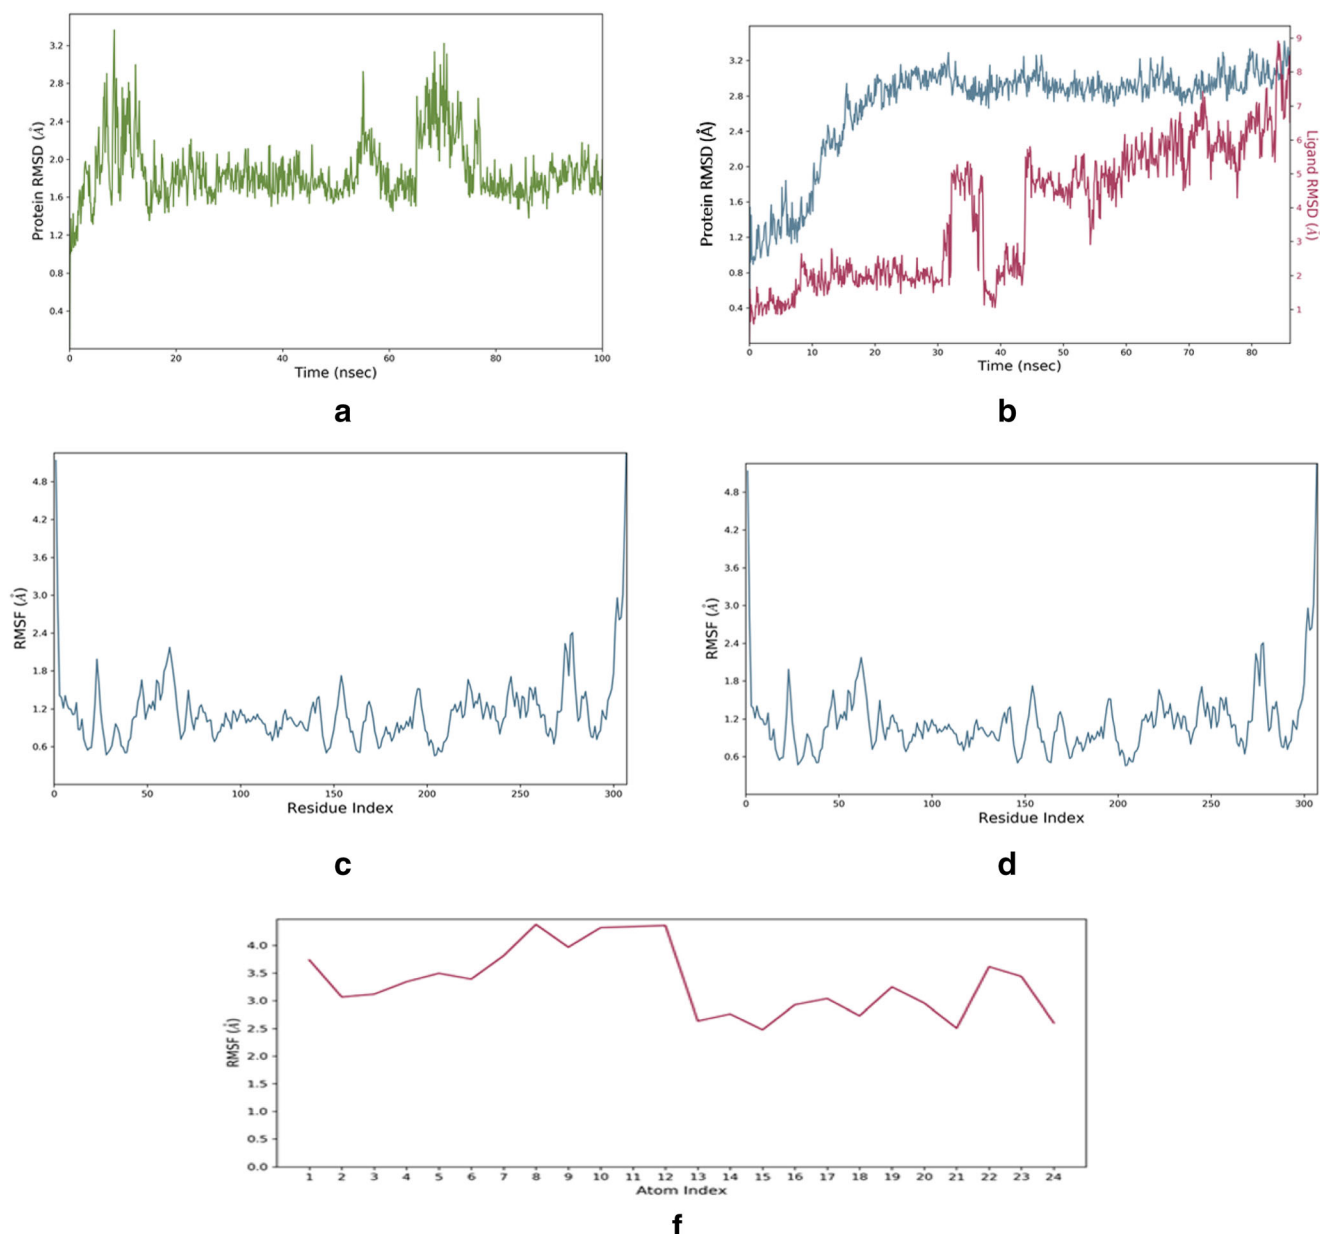 3.2
2.8
2.4
2.0
1.6
1.2
0.8
0.4
Protein RMSD (Å)
0 20 40 60 80 100
Time (nsec)
a
3.2
2.8
2.4
2.0
1.6
1.2
0.8
0.4
Protein RMSD (Å)
9
8
7
6
5
4
3
2
1
Ligand RMSD (Å)
0 10 20 30 40 50 60 70 80
Time (nsec)
b
4.8
4.2
3.6
3.0
2.4
1.8
1.2
0.6
RMSF (Å)
0 50 100 150 200 250 300
Residue Index
c
4.8
4.2
3.6
3.0
2.4
1.8
1.2
0.6
RMSF (Å)
0 50 100 150 200 250 300
Residue Index
d
4.0
3.5
3.0
2.5
2.0
1.5
1.0
0.5
0.0
RMSF (Å)
1 2 3 4 5 6 7 8 9 10 11 12 13 14 15 16 17 18 19 20 21 22 23 24
Atom Index
f